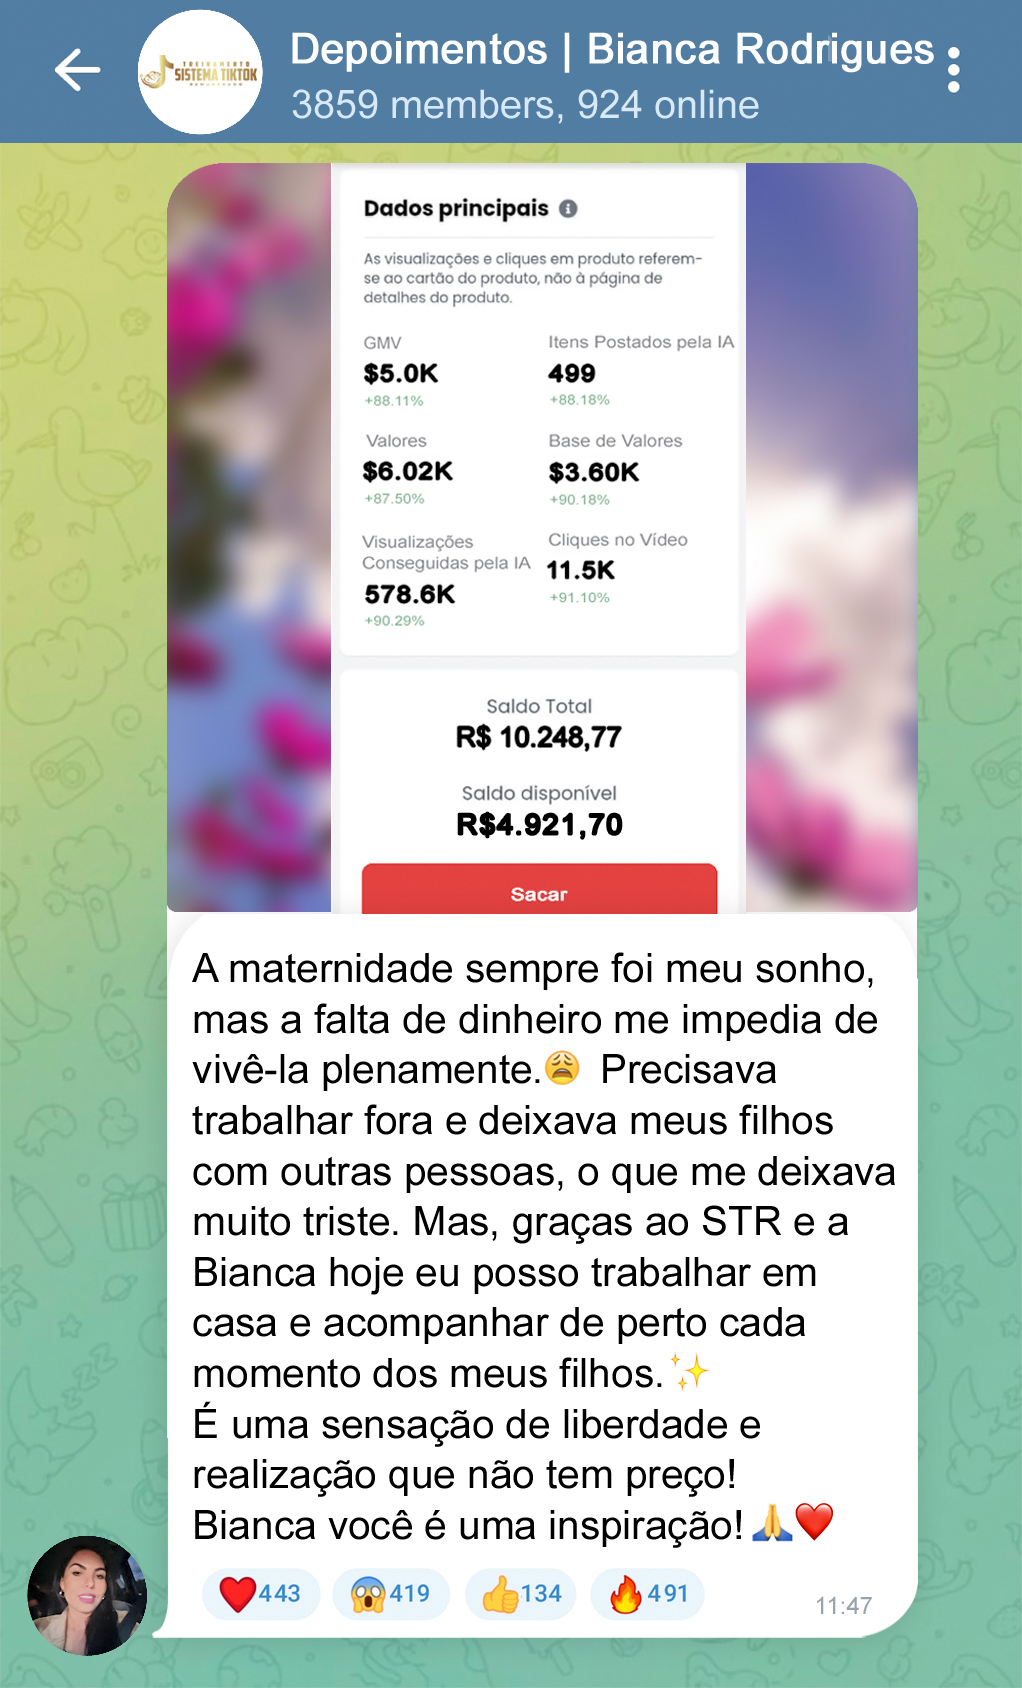 Depoimentos | Bianca Rodrigues
3859 members, 924 online
TREINAMENTO
SISTEMA TIKTOK
Dados principais
As visualizações e cliques em produto referem-
se ao cartão do produto, não à página de
detalhes do produto.
GMV
$5.0K
+88.11%
Itens Postados pela IA
499
+88.18%
Valores
$6.02K
+87.50%
Base de Valores
$3.60K
+90.18%
Visualizações
Conseguidas pela IA
578.6K
+90.29%
Cliques no Vídeo
11.5K
+91.10%
Saldo Total
R$ 10.248,77
Saldo disponível
R$4.921,70
Sacar
A maternidade sempre foi meu sonho,
mas a falta de dinheiro me impedia de
vivê-la plenamente.😩 Precisava
trabalhar fora e deixava meus filhos
com outras pessoas, o que me deixava
muito triste. Mas, graças ao STR e a
Bianca hoje eu posso trabalhar em
casa e acompanhar de perto cada
momento dos meus filhos.✨
É uma sensação de liberdade e
realização que não tem preço!
Bianca você é uma inspiração!🙏❤️
❤️443 😱419 👍134 🔥491
11:47